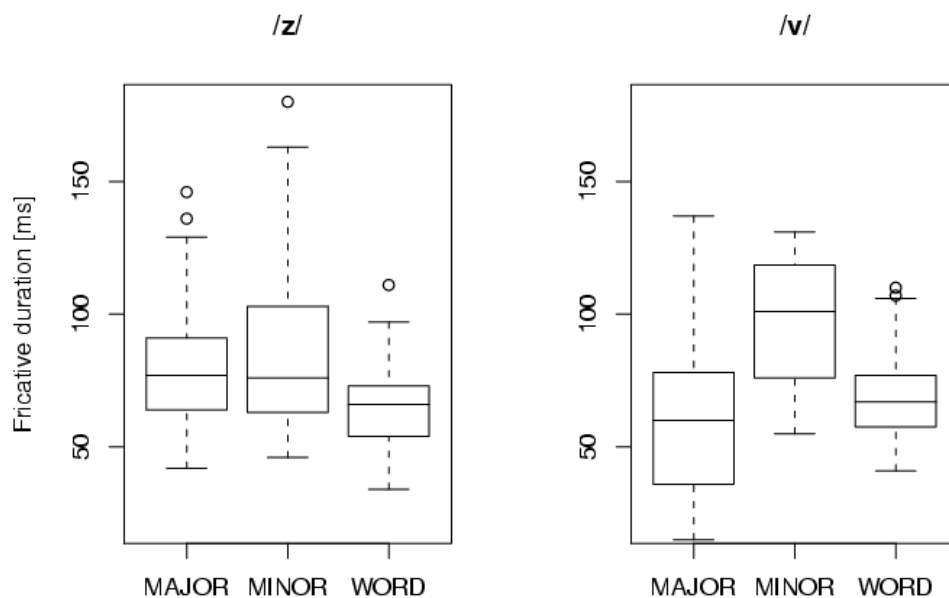 /z/
/v/
Fricative duration [ms]
150
100
50
MAJOR MINOR WORD
150
100
50
MAJOR MINOR WORD